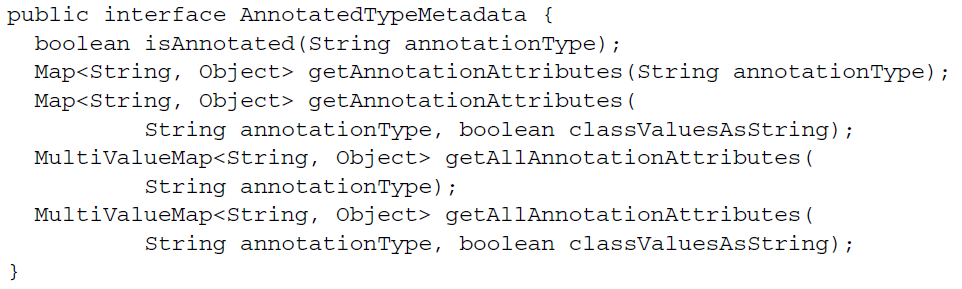 public interface AnnotatedTypeMetadata {
  boolean isAnnotated(String annotationType);
  Map<String, Object> getAnnotationAttributes(String annotationType);
  Map<String, Object> getAnnotationAttributes(
          String annotationType, boolean classValuesAsString);
  MultiValueMap<String, Object> getAllAnnotationAttributes(
          String annotationType);
  MultiValueMap<String, Object> getAllAnnotationAttributes(
          String annotationType, boolean classValuesAsString);
}